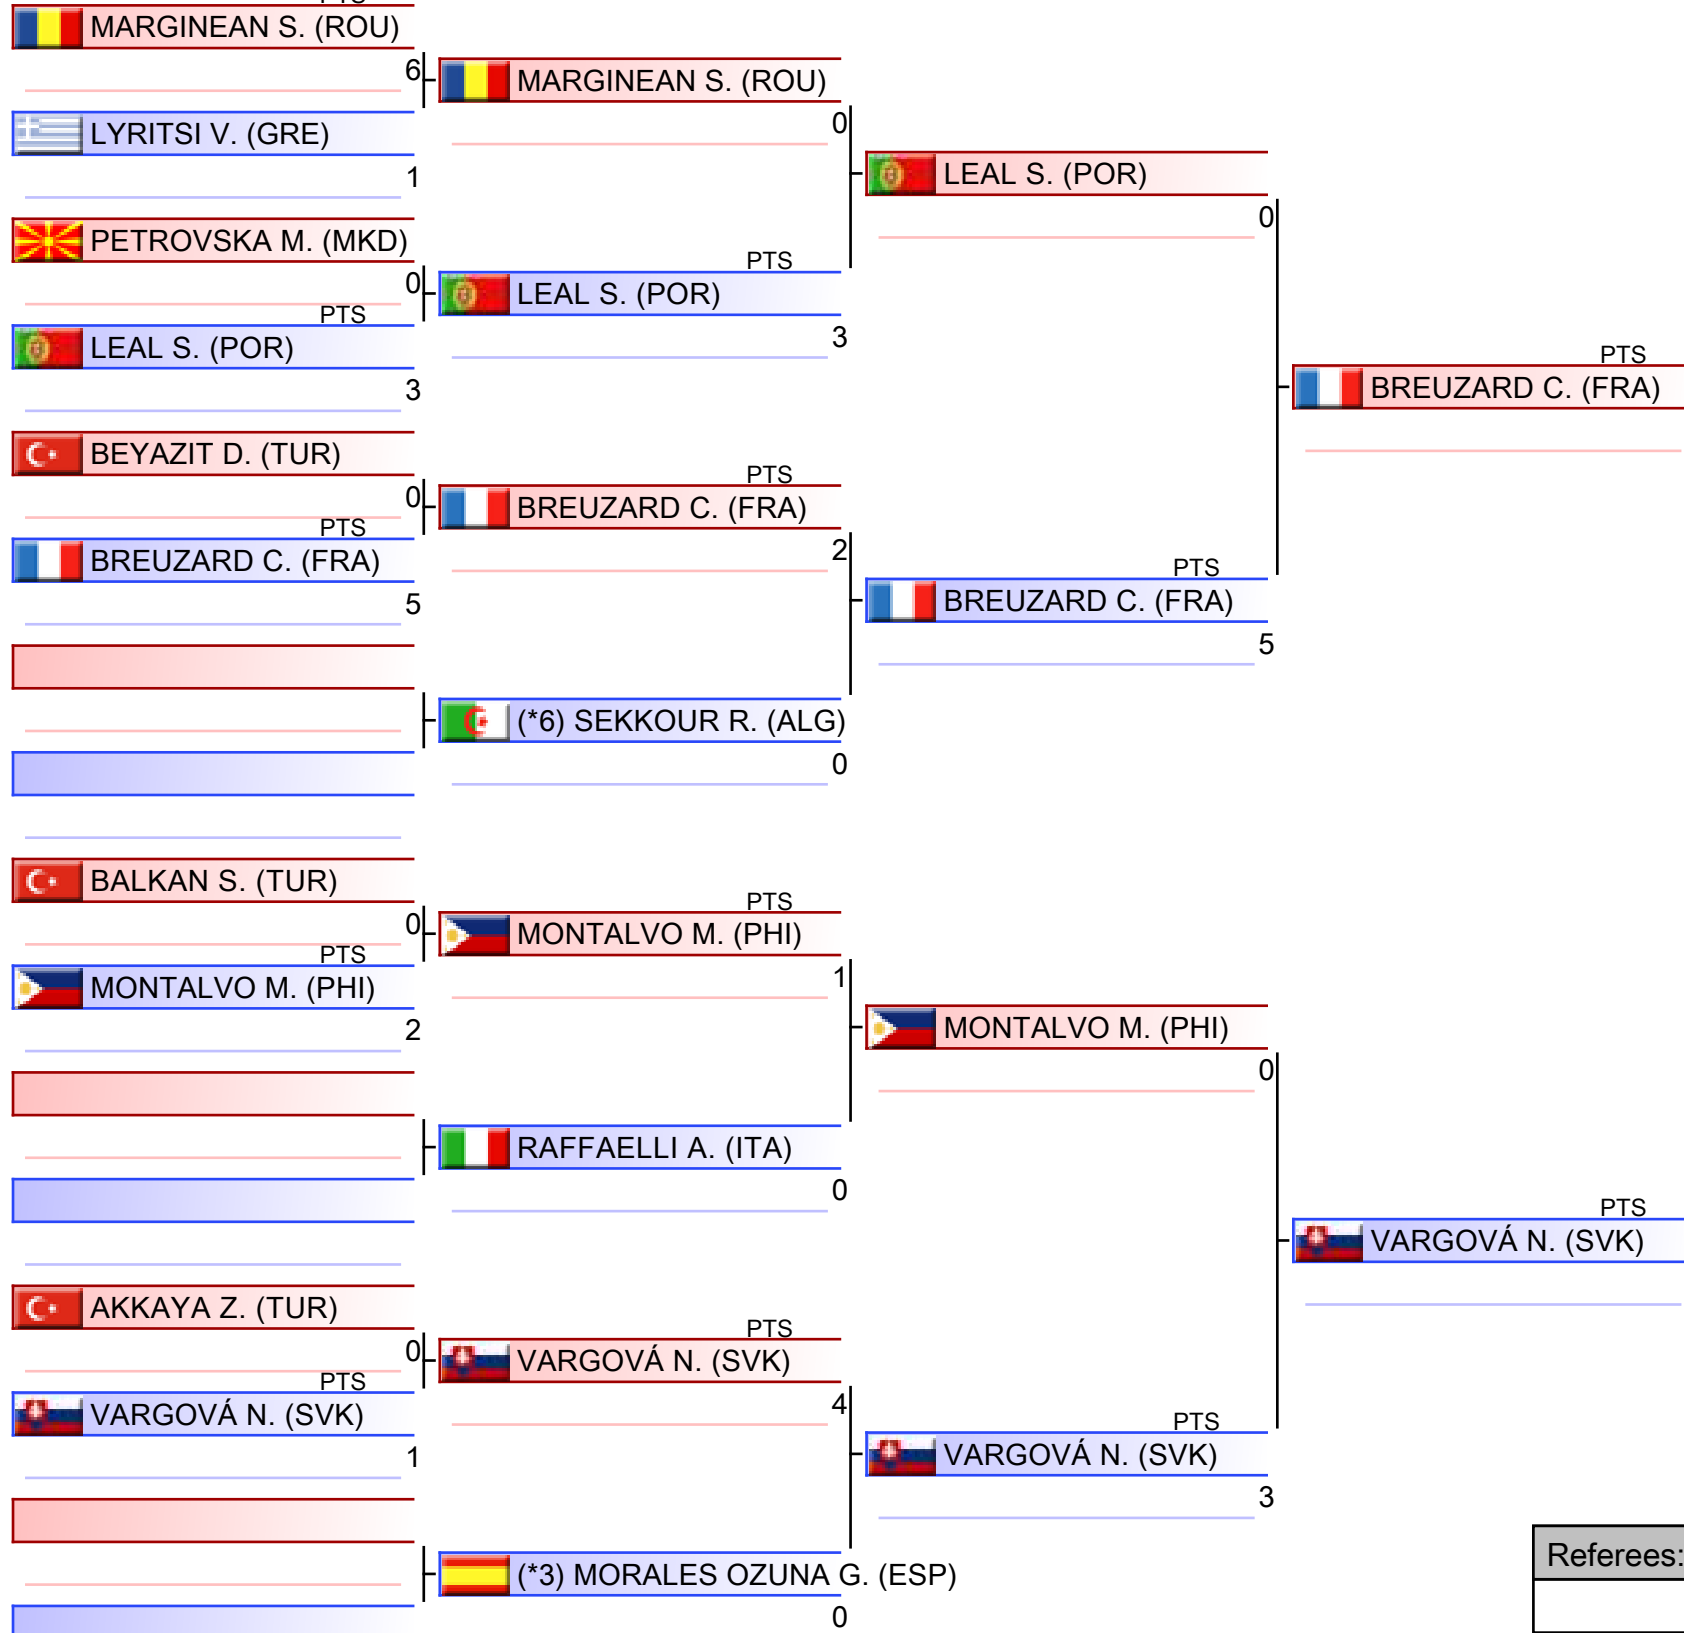 PTS
MARGINEAN S. (ROU)
6
LYRITSI V. (GRE)
1
PETROVSKA M. (MKD)
0
PTS
LEAL S. (POR)
3
BEYAZIT D. (TUR)
0
PTS
BREUZARD C. (FRA)
5
BALKAN S. (TUR)
0
PTS
MONTALVO M. (PHI)
2
AKKAYA Z. (TUR)
0
PTS
VARGOVÁ N. (SVK)
1
MARGINEAN S. (ROU)
0
PTS
LEAL S. (POR)
3
PTS
BREUZARD C. (FRA)
2
(*6) SEKKOUR R. (ALG)
0
PTS
MONTALVO M. (PHI)
1
RAFFAELLI A. (ITA)
0
PTS
VARGOVÁ N. (SVK)
4
(*3) MORALES OZUNA G. (ESP)
0
LEAL S. (POR)
0
PTS
BREUZARD C. (FRA)
5
MONTALVO M. (PHI)
0
PTS
VARGOVÁ N. (SVK)
3
PTS
BREUZARD C. (FRA)
PTS
VARGOVÁ N. (SVK)
Referees: